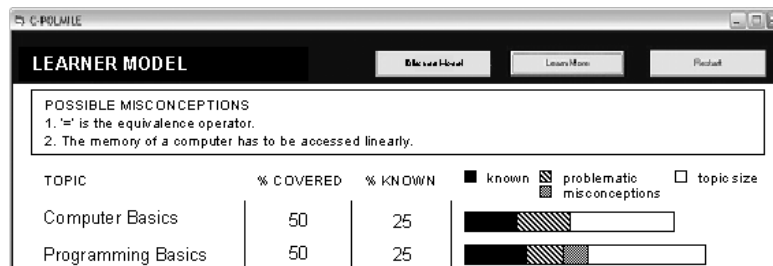 C-POLMILE
LEARNER MODEL
Discuss Model Learn More Restart
POSSIBLE MISCONCEPTIONS
1. '=' is the equivalence operator.
2. The memory of a computer has to be accessed linearly.
TOPIC % COVERED % KNOWN known problematic topic size
misconceptions
Computer Basics 50 25
Programming Basics 50 25